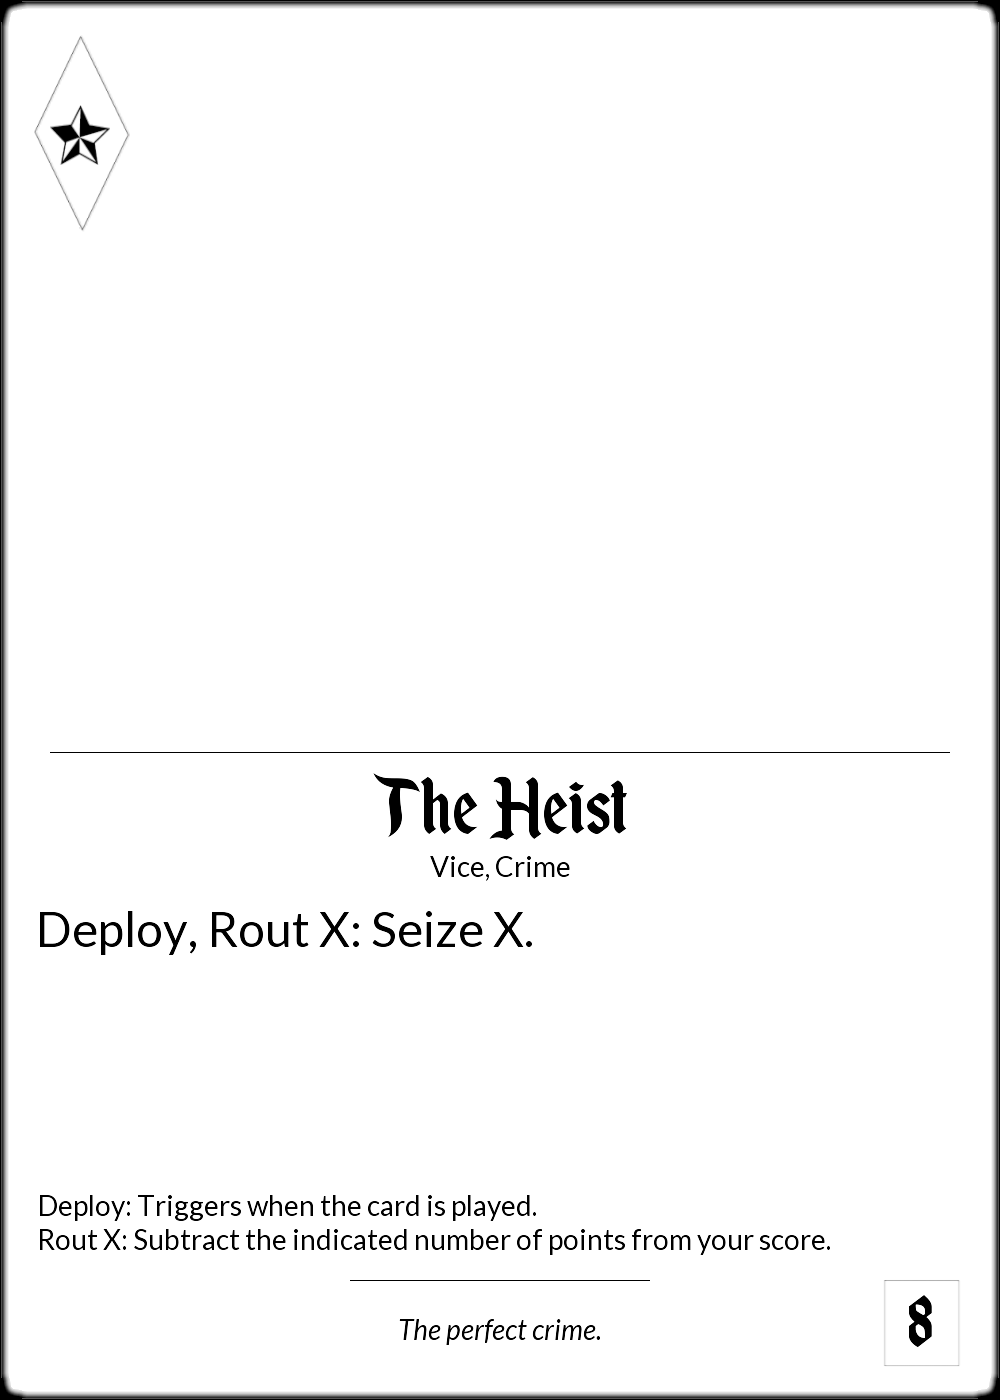 The Heist
Vice, Crime
Deploy, Rout X: Seize X.
Deploy: Triggers when the card is played.
Rout X: Subtract the indicated number of points from your score.
The perfect crime.
8